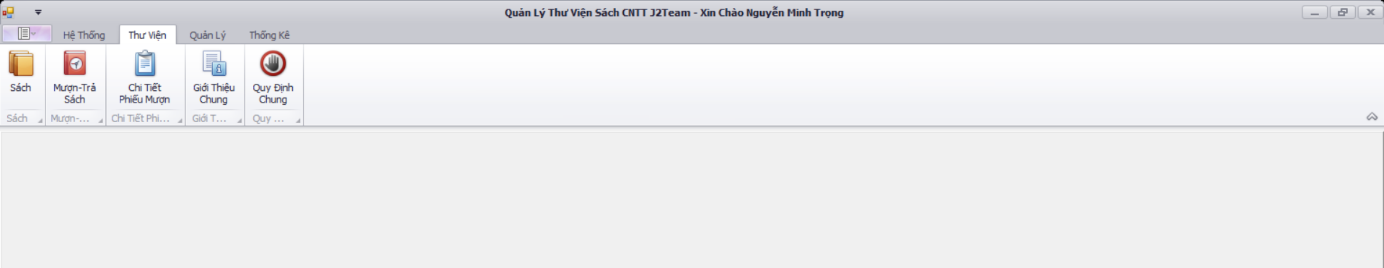 Quản Lý Thư Viện Sách CNTT J2Team - Xin Chào Nguyễn Minh Trọng
Hệ Thống Thư Viện Quản Lý Thống Kê
Sách
Mượn-Trả
Sách
Chi Tiết
Phiếu Mượn
Giới Thiệu
Chung
Quy Định
Chung
Sách Mượn-... Chi Tiết Phi... Giới T... Quy ...